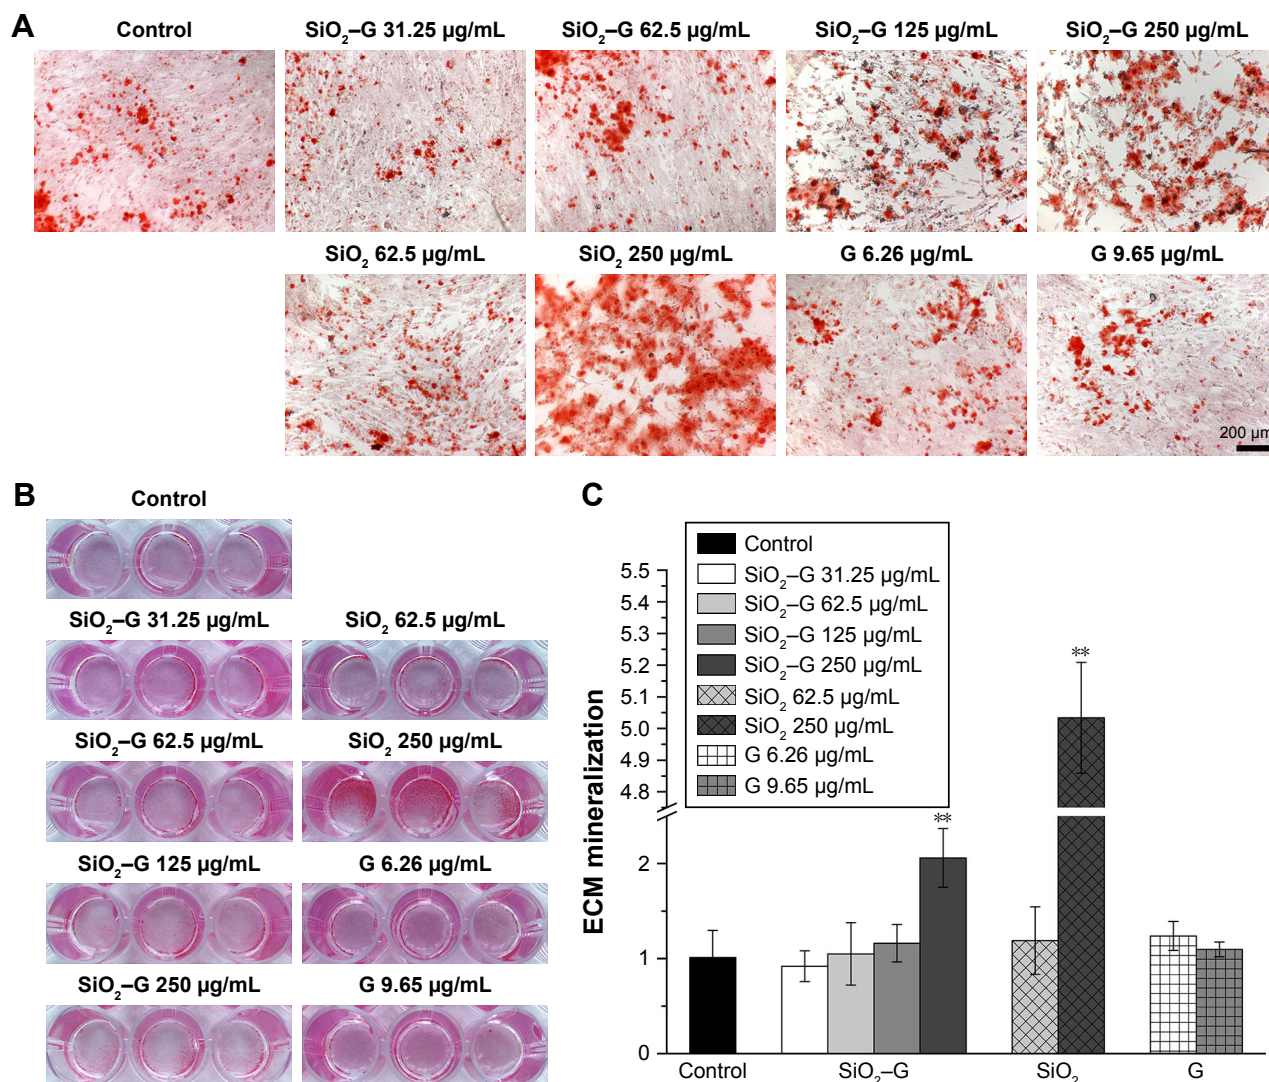 A
Control
SiO₂–G 31.25 µg/mL
SiO₂–G 62.5 µg/mL
SiO₂–G 125 µg/mL
SiO₂–G 250 µg/mL
SiO₂ 62.5 µg/mL
SiO₂ 250 µg/mL
G 6.26 µg/mL
G 9.65 µg/mL
200 µm
B
Control
SiO₂–G 31.25 µg/mL
SiO₂ 62.5 µg/mL
SiO₂–G 62.5 µg/mL
SiO₂ 250 µg/mL
SiO₂–G 125 µg/mL
G 6.26 µg/mL
SiO₂–G 250 µg/mL
G 9.65 µg/mL
C
Control
SiO₂–G 31.25 µg/mL
SiO₂–G 62.5 µg/mL
SiO₂–G 125 µg/mL
SiO₂–G 250 µg/mL
SiO₂ 62.5 µg/mL
SiO₂ 250 µg/mL
G 6.26 µg/mL
G 9.65 µg/mL
ECM mineralization
5.5
5.4
5.3
5.2
5.1
5.0
4.9
4.8
2
1
0
**
**
Control
SiO₂–G
SiO₂
G